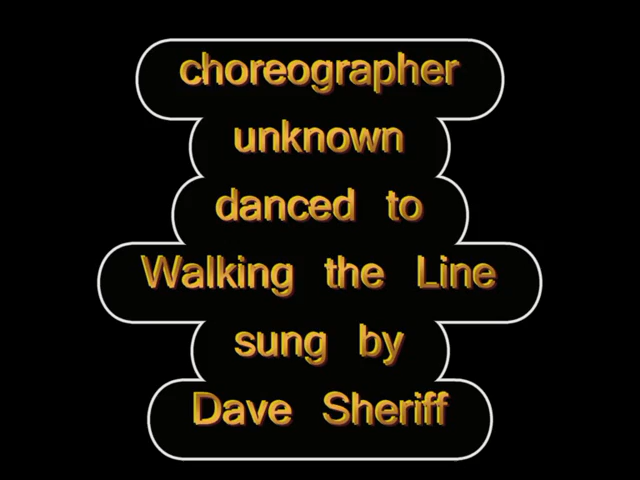 choreographer
unknown
danced to
Walking the Line
sung by
Dave Sheriff